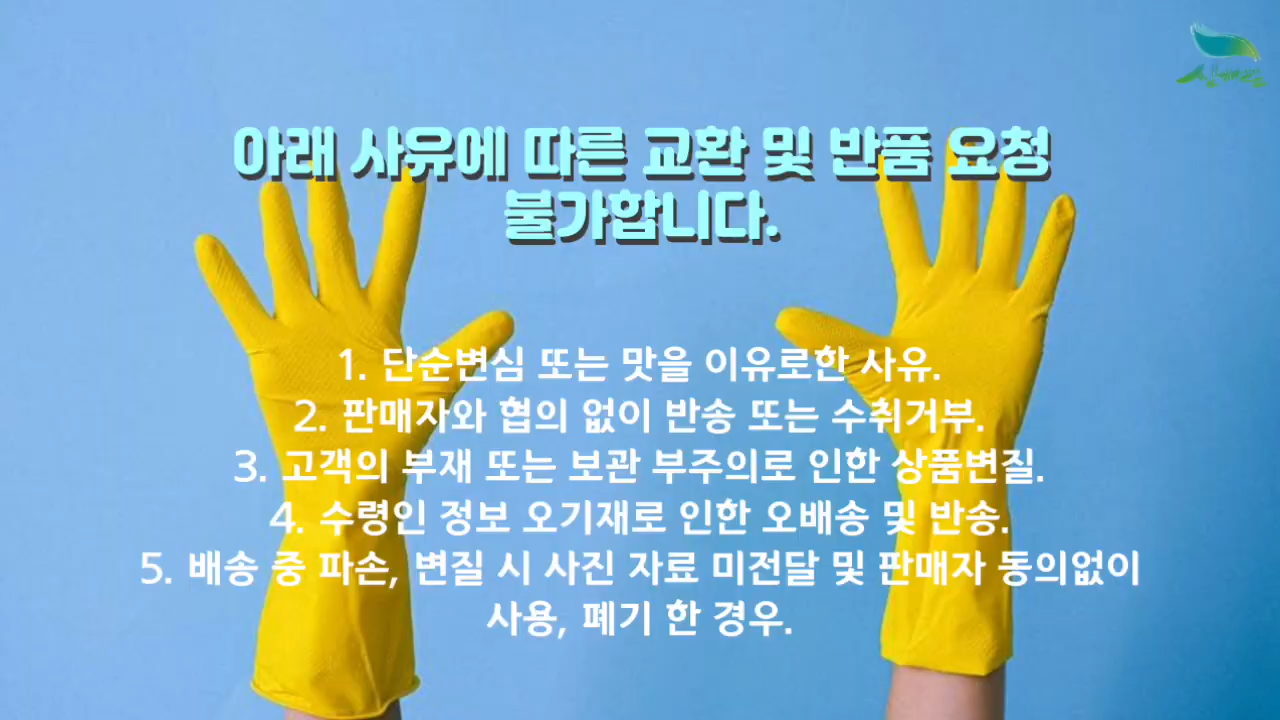 아래 사유에 따른 교환 및 반품 요청
불가합니다.
1. 단순변심 또는 맛을 이유로한 사유.
2. 판매자와 협의 없이 반송 또는 수취거부.
3. 고객의 부재 또는 보관 부주의로 인한 상품변질.
4. 수령인 정보 오기재로 인한 오배송 및 반송.
5. 배송 중 파손, 변질 시 사진 자료 미전달 및 판매자 동의없이
사용, 폐기 한 경우.